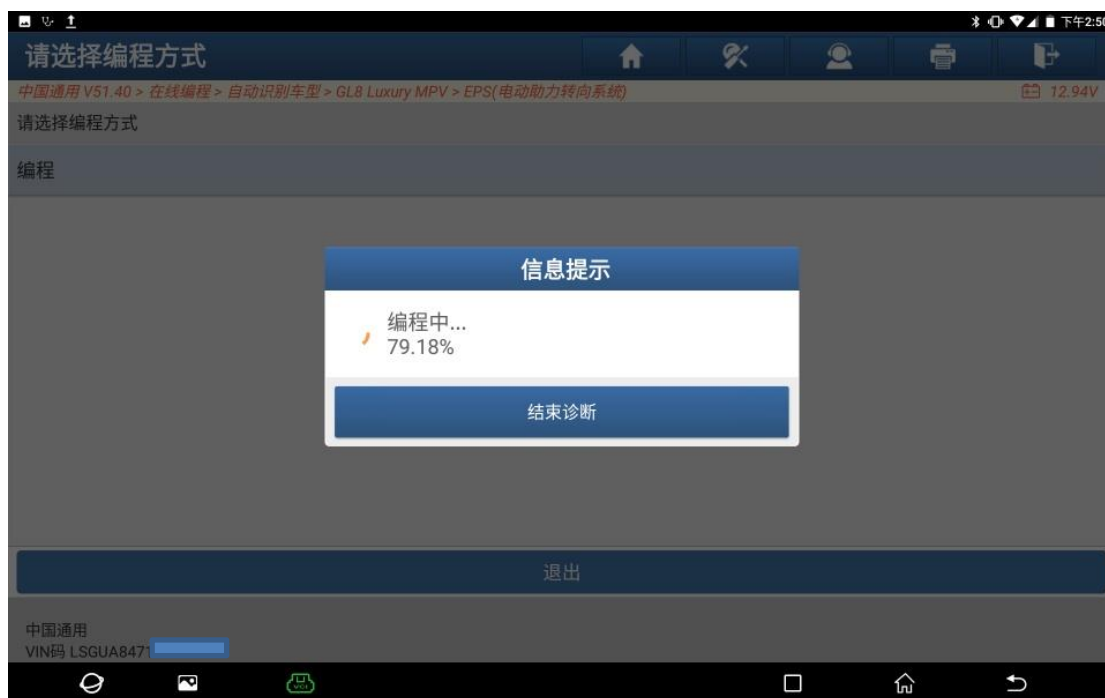 下午2:50
请选择编程方式
中国通用 V51.40 > 在线编程 > 自动识别车型 > GL8 Luxury MPV > EPS(电动助力转向系统)
12.94V
请选择编程方式
编程
信息提示
编程中...
79.18%
结束诊断
退出
中国通用
VIN码 LSGUA8471
VCI